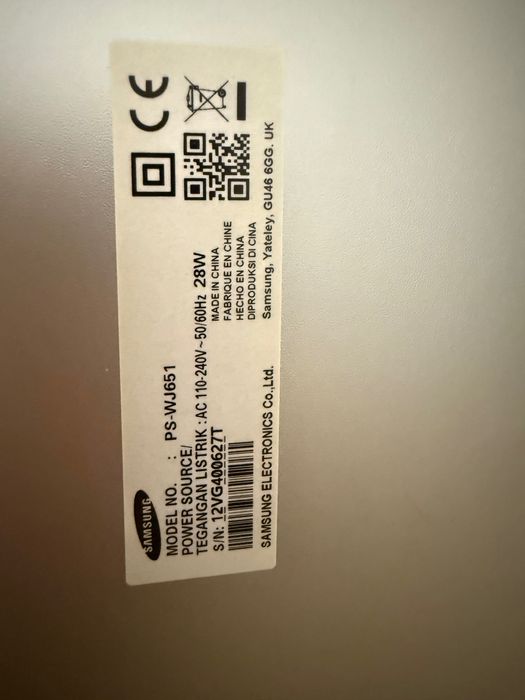 SAMSUNG
MODEL NO. : PS-WJ651
POWER SOURCE/
TEGANGAN LISTRIK : AC 110-240V ~ 50/60Hz 28W
S/N: 12VG400627T
MADE IN CHINA
FABRIQUE EN CHINE
HECHO EN CHINA
DIPRODUKSI DI CINA
SAMSUNG ELECTRONICS Co.,Ltd. Samsung, Yateley, GU46 6GG. UK
CE